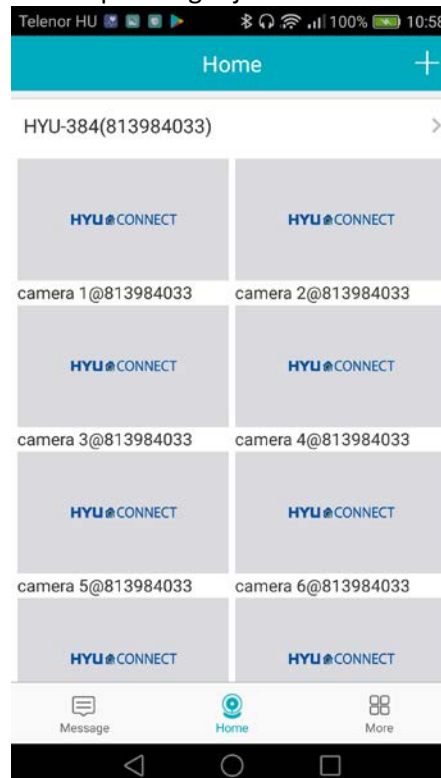 Telenor HU 100% 10:58
Home
HYU-384(813984033)
HYU CONNECT HYU CONNECT
camera 1@813984033 camera 2@813984033
HYU CONNECT HYU CONNECT
camera 3@813984033 camera 4@813984033
HYU CONNECT HYU CONNECT
camera 5@813984033 camera 6@813984033
HYU CONNECT HYU CONNECT
Message Home More